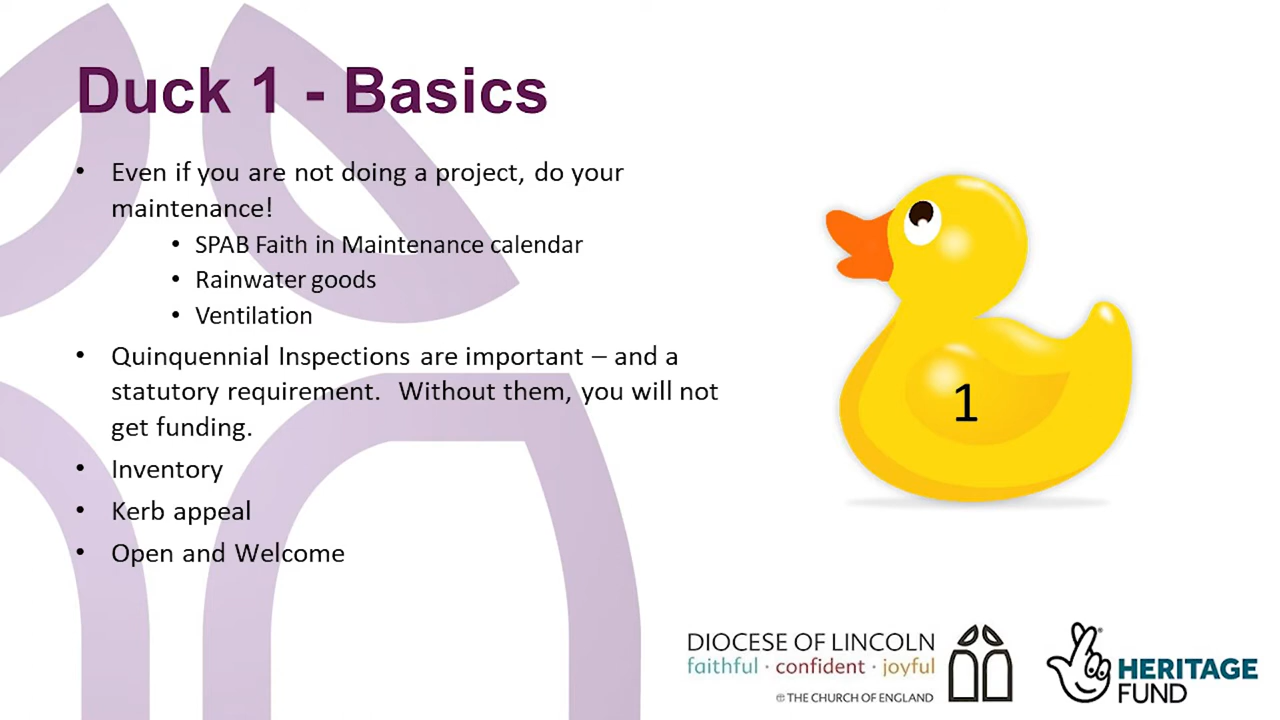 Duck 1 - Basics
• Even if you are not doing a project, do your
maintenance!
• SPAB Faith in Maintenance calendar
• Rainwater goods
• Ventilation
• Quinquennial Inspections are important – and a
statutory requirement.  Without them, you will not
get funding.
• Inventory
• Kerb appeal
• Open and Welcome
1
DIOCESE OF LINCOLN
faithful · confident · joyful
THE CHURCH OF ENGLAND
HERITAGE
FUND